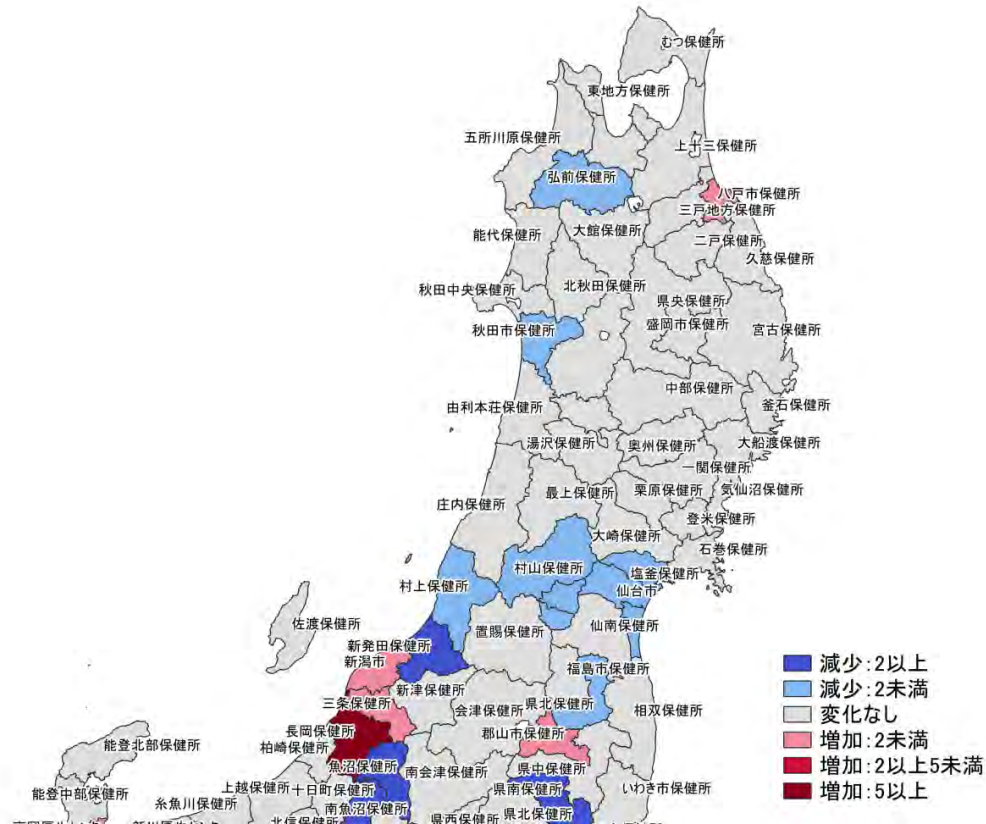 むつ保健所
東地方保健所
五所川原保健所
上十三保健所
弘前保健所
八戸市保健所
三戸地方保健所
能代保健所
大館保健所
二戸保健所
久慈保健所
秋田中央保健所
北秋田保健所
県央保健所
秋田市保健所
盛岡市保健所
宮古保健所
中部保健所
由利本荘保健所
釜石保健所
湯沢保健所
奥州保健所
大船渡保健所
一関保健所
最上保健所
栗原保健所
気仙沼保健所
庄内保健所
登米保健所
大崎保健所
石巻保健所
村山保健所
塩釜保健所
村上保健所
仙台市
佐渡保健所
置賜保健所
仙南保健所
新発田保健所
新潟市
福島市保健所
新津保健所
三条保健所
会津保健所
県北保健所
相双保健所
長岡保健所
郡山市保健所
柏崎保健所
能登北部保健所
魚沼保健所
南会津保健所
県中保健所
上越保健所
十日町保健所
県南保健所
いわき市保健所
能登中部保健所
糸魚川保健所
南魚沼保健所
県北保健所
北信保健所
県西保健所
減少:2以上
減少:2未満
変化なし
増加:2未満
増加:2以上5未満
増加:5以上